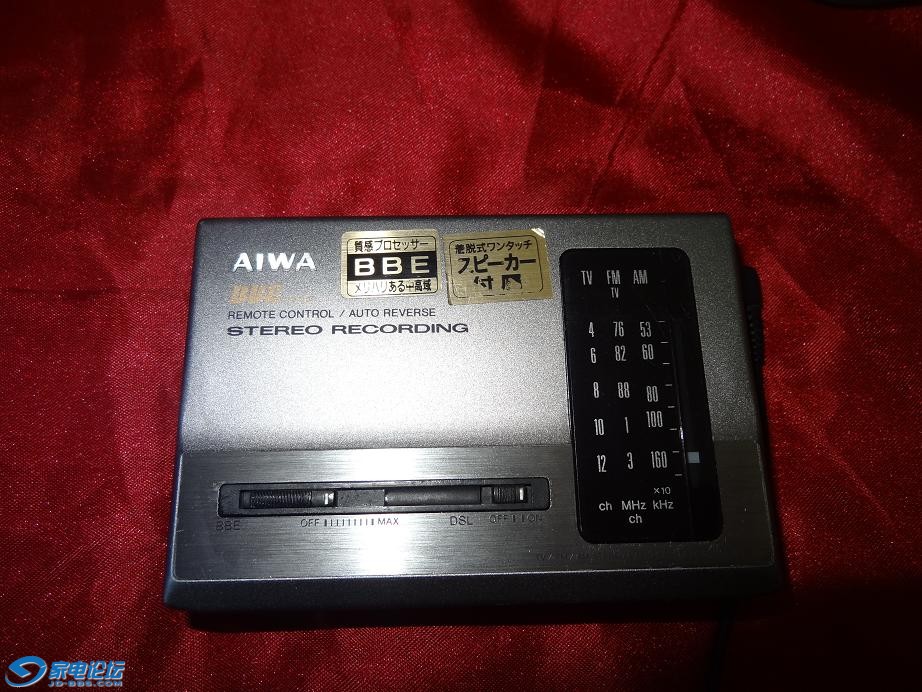 AIWA
BBE
REMOTE CONTROL / AUTO REVERSE
STEREO RECORDING
質感プロセッサー
BBE
メリハリある中高域
着脱式ワンタッチ
スピーカー
付
TV FM AM
TV
4 76 53
6 82 60
8 88 80
10 1 100
12 3 160
×10
ch MHz kHz
ch
BBE OFF MAX DSL OFF ON
家电论坛
JD-BBS.COM